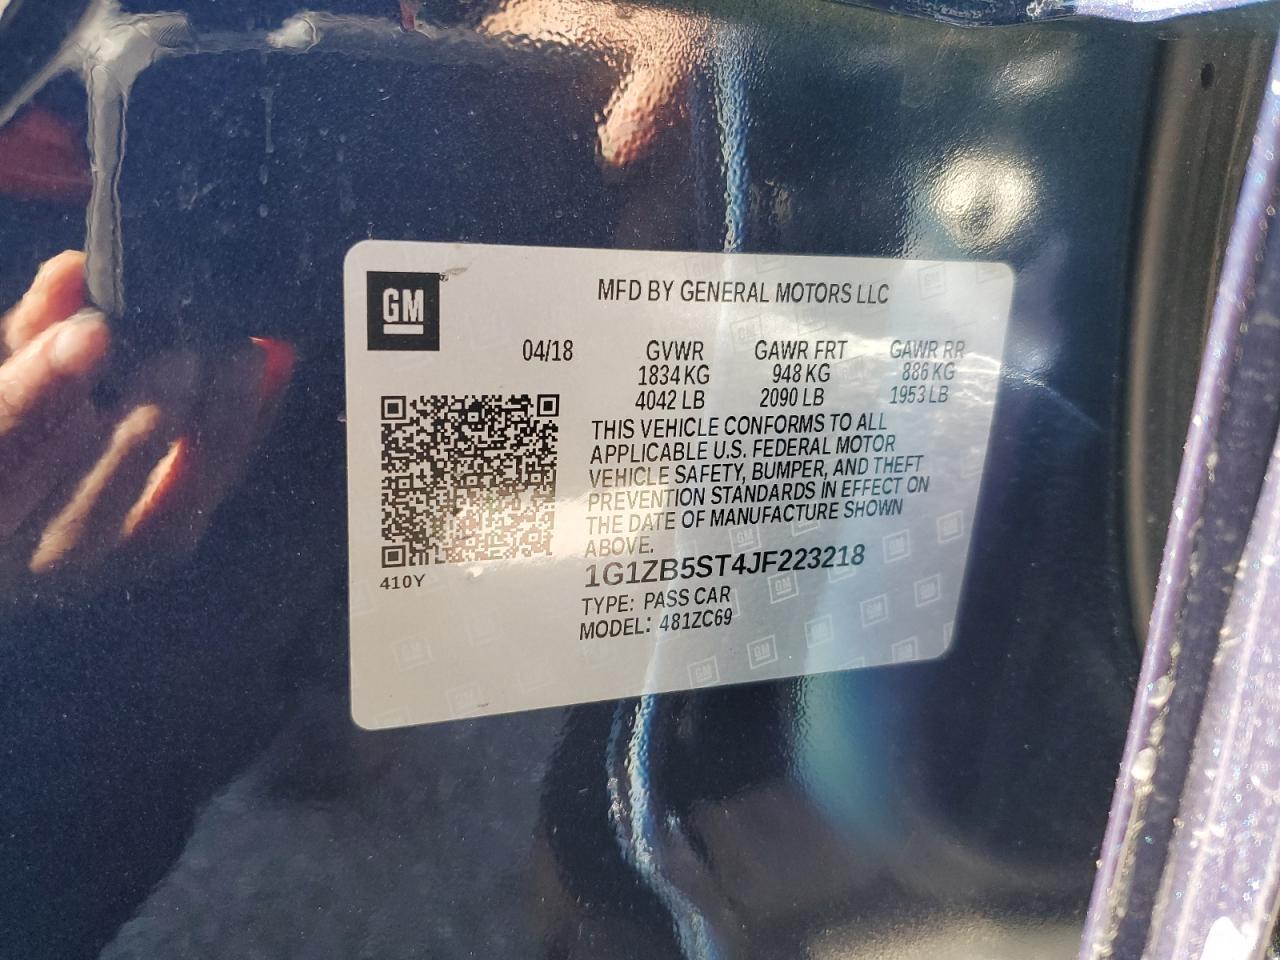 GM
MFD BY GENERAL MOTORS LLC
04/18 GVWR GAWR FRT GAWR RR
1834 KG 948 KG 886 KG
4042 LB 2090 LB 1953 LB
THIS VEHICLE CONFORMS TO ALL
APPLICABLE U.S. FEDERAL MOTOR
VEHICLE SAFETY, BUMPER, AND THEFT
PREVENTION STANDARDS IN EFFECT ON
THE DATE OF MANUFACTURE SHOWN
ABOVE.
410Y
1G1ZB5ST4JF223218
TYPE: PASS CAR
MODEL: 481ZC69